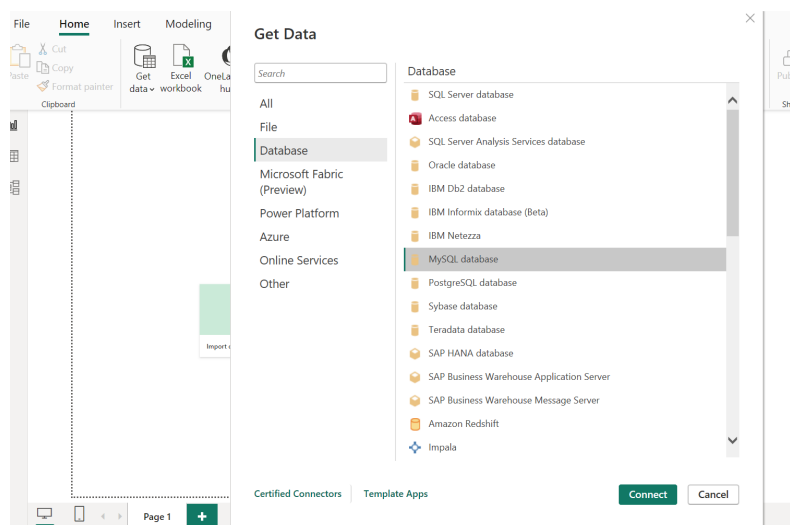 File Home Insert Modeling
Cut
Copy
Paste
Format painter
Clipboard
Get data
Excel workbook
Get Data
Search
All
File
Database
Microsoft Fabric
(Preview)
Power Platform
Azure
Online Services
Other
Database
SQL Server database
Access database
SQL Server Analysis Services database
Oracle database
IBM Db2 database
IBM Informix database (Beta)
IBM Netezza
MySQL database
PostgreSQL database
Sybase database
Teradata database
SAP HANA database
SAP Business Warehouse Application Server
SAP Business Warehouse Message Server
Amazon Redshift
Impala
Certified Connectors
Template Apps
Connect
Cancel
Import
Page 1